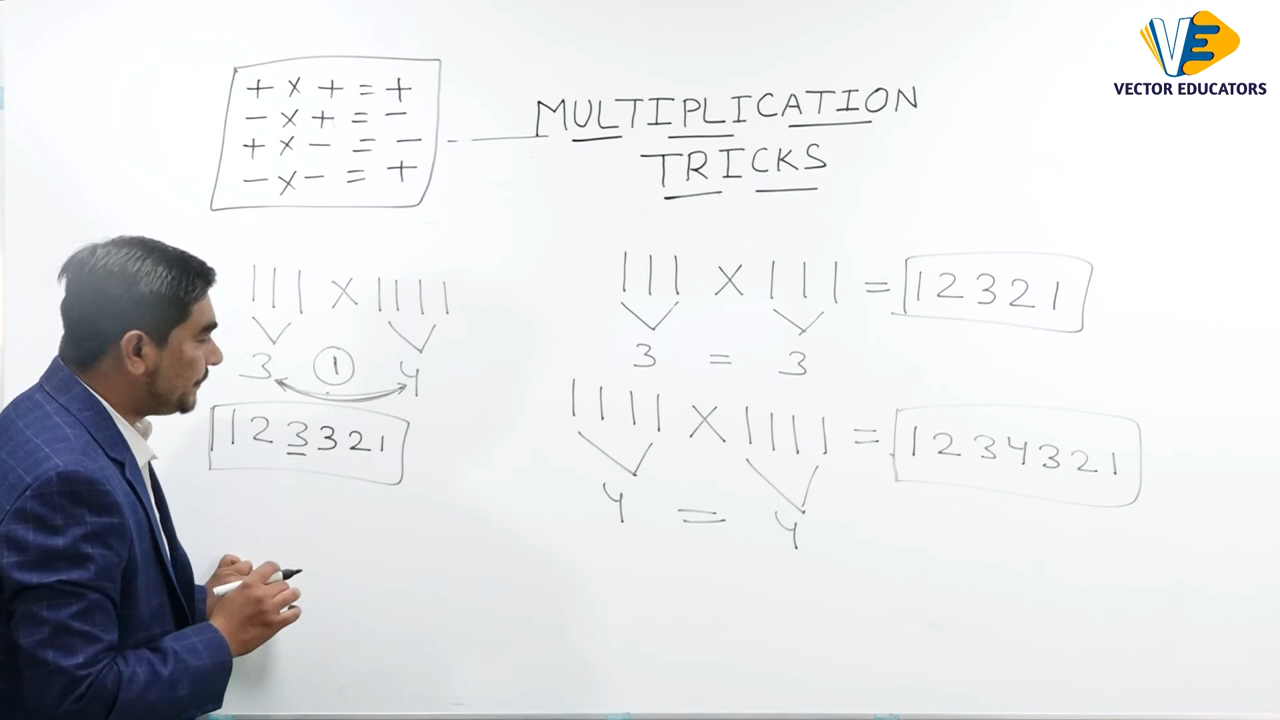 VE
VECTOR EDUCATORS
+ × + = +
- × + = -
+ × - = -
- × - = +
MULTIPLICATION
TRICKS
111 × 1111
3 1 4
123321
111 × 111 = 12321
3 = 3
1111 × 1111 = 1234321
4 = 4